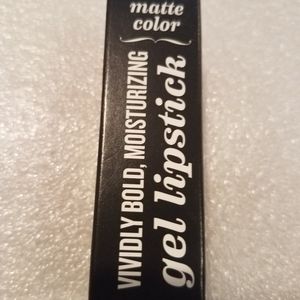 matte
color
VIVIDLY BOLD, MOISTURIZING
gel lipstick